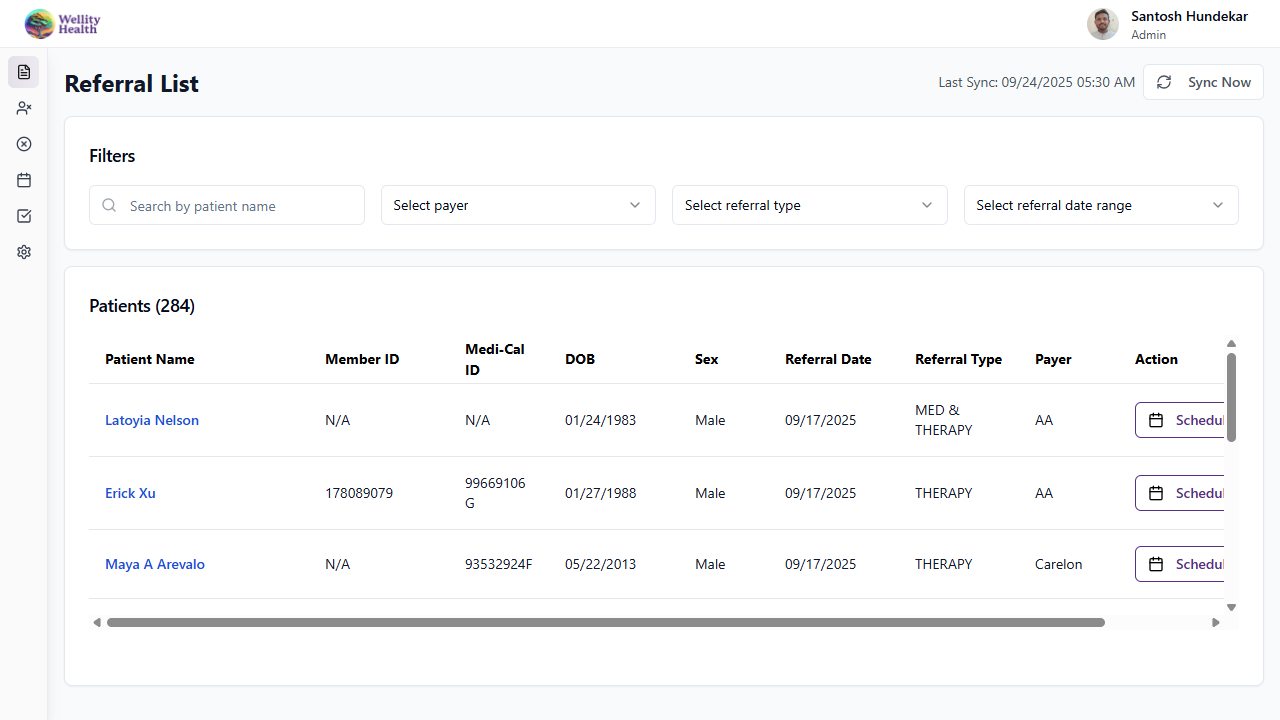 Wellity
Health
Santosh Hundekar
Admin
Referral List
Last Sync: 09/24/2025 05:30 AM
Sync Now
Filters
Search by patient name
Select payer
Select referral type
Select referral date range
Patients (284)
Patient Name Member ID Medi-Cal ID DOB Sex Referral Date Referral Type Payer Action
Latoyia Nelson N/A N/A 01/24/1983 Male 09/17/2025 MED & THERAPY AA Schedul
Erick Xu 178089079 99669106G 01/27/1988 Male 09/17/2025 THERAPY AA Schedul
Maya A Arevalo N/A 93532924F 05/22/2013 Male 09/17/2025 THERAPY Carelon Schedul